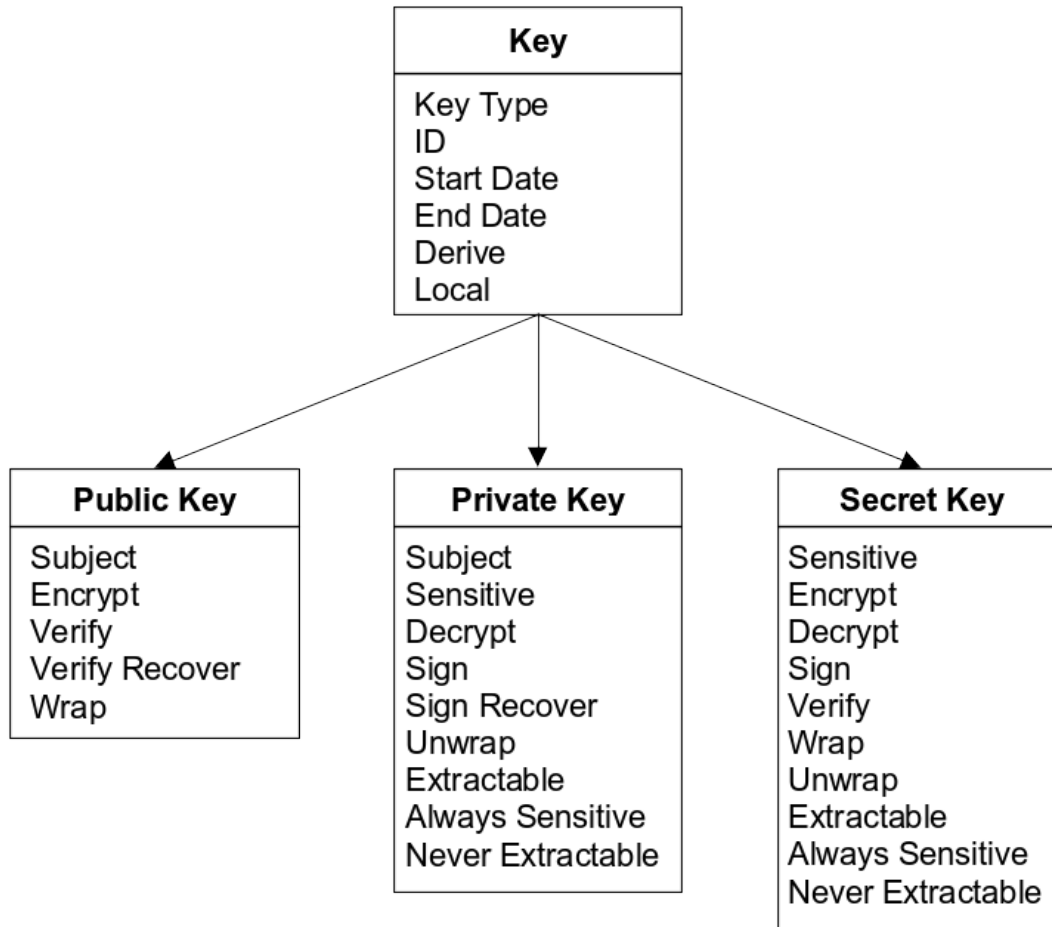 Key
Key Type
ID
Start Date
End Date
Derive
Local
Public Key
Subject
Encrypt
Verify
Verify Recover
Wrap
Private Key
Subject
Sensitive
Decrypt
Sign
Sign Recover
Unwrap
Extractable
Always Sensitive
Never Extractable
Secret Key
Sensitive
Encrypt
Decrypt
Sign
Verify
Wrap
Unwrap
Extractable
Always Sensitive
Never Extractable